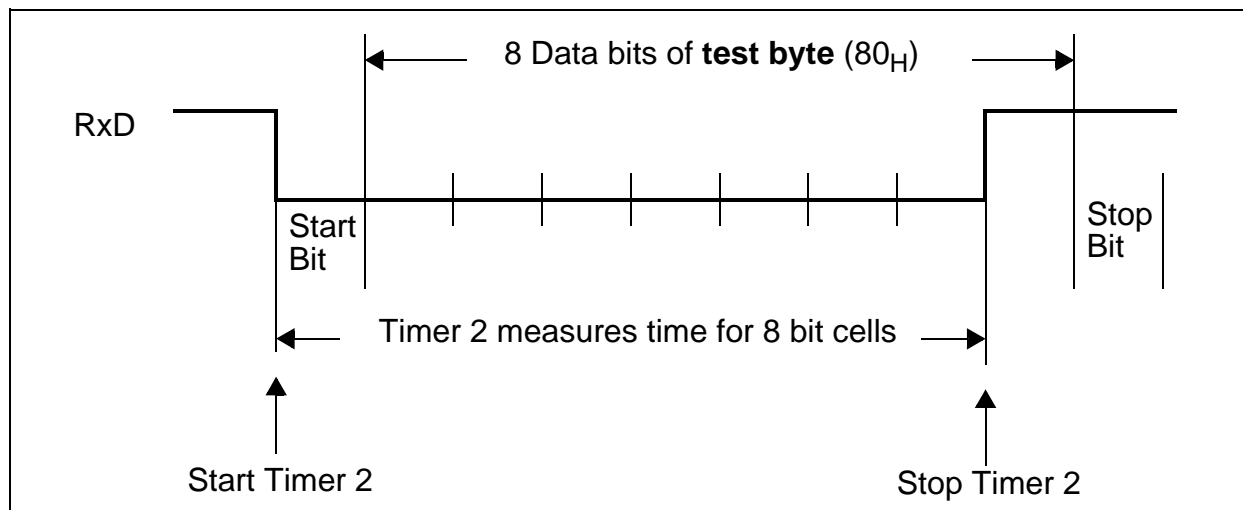 8 Data bits of test byte (80H)
RxD
Start
Bit
Stop
Bit
Timer 2 measures time for 8 bit cells
Start Timer 2
Stop Timer 2